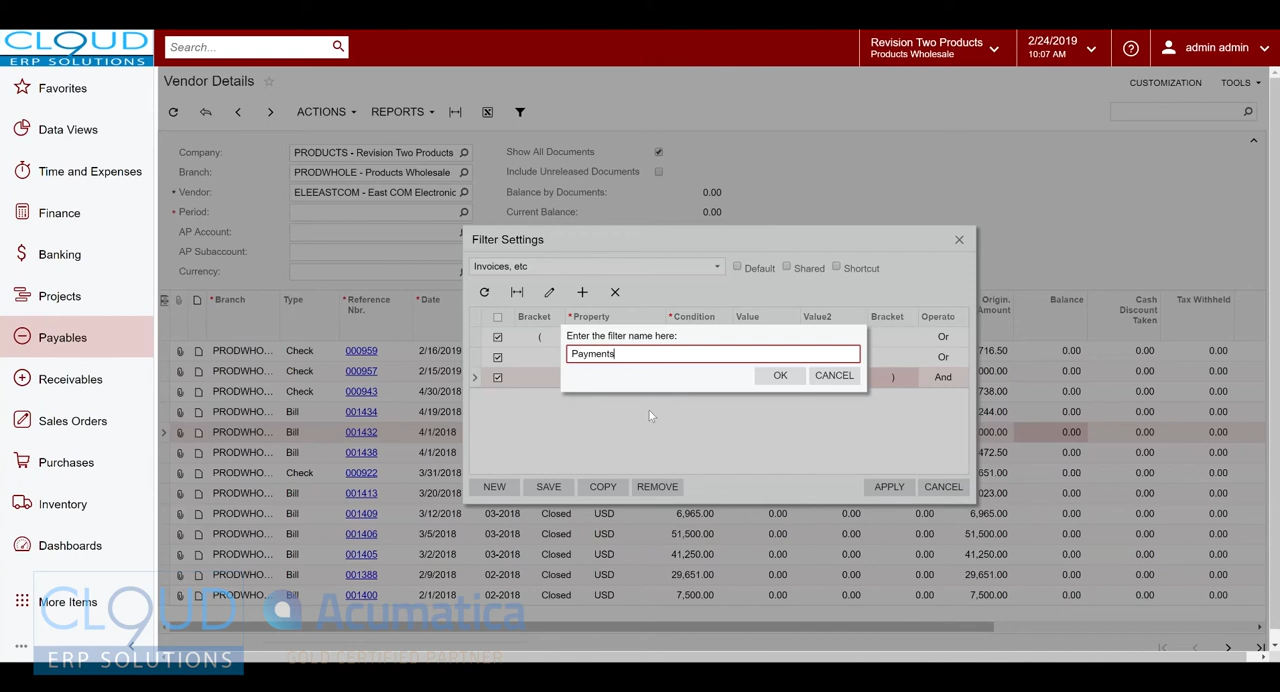 CLOUD
ERP SOLUTIONS
Search...
Revision Two Products
Products Wholesale
2/24/2019
10:07 AM
admin admin
Favorites
Data Views
Time and Expenses
Finance
Banking
Projects
Payables
Receivables
Sales Orders
Purchases
Inventory
Dashboards
More Items
Vendor Details
CUSTOMIZATION
TOOLS
ACTIONS
REPORTS
Company:
PRODUCTS - Revision Two Products
Show All Documents
Branch:
PRODWHOLE - Products Wholesale
Include Unreleased Documents
* Vendor:
ELEEASTCOM - East COM Electronic
Balance by Documents:
0.00
* Period:
Current Balance:
0.00
AP Account:
AP Subaccount:
Currency:
Filter Settings
Invoices, etc
Default
Shared
Shortcut
Bracket
* Property
* Condition
Value
Value2
Bracket
Operato
(
Or
Or
)
And
Enter the filter name here:
Payments
OK
CANCEL
NEW
SAVE
COPY
REMOVE
APPLY
CANCEL
* Branch
Type
* Reference Nbr.
* Date
Origin. Amount
Balance
Cash Discount Taken
Tax Withheld
PRODWHO... Check 000959 2/16/2019 716.50 0.00 0.00 0.00
PRODWHO... Check 000957 2/15/2019 0.00 0.00 0.00
PRODWHO... Check 000943 4/30/2018 0.00 0.00 0.00
PRODWHO... Bill 001434 4/19/2018 244.00 0.00 0.00 0.00
PRODWHO... Bill 001432 4/1/2018 000.00 0.00 0.00 0.00
PRODWHO... Bill 001438 4/1/2018 472.50 0.00 0.00 0.00
PRODWHO... Check 000922 3/31/2018 651.00 0.00 0.00 0.00
PRODWHO... Bill 001413 3/20/2018 023.00 0.00 0.00 0.00
PRODWHO... Bill 001409 3/12/2018 03-2018 Closed USD 6,965.00 0.00 0.00 0.00 6,965.00 0.00 0.00 0.00
PRODWHO... Bill 001406 3/5/2018 03-2018 Closed USD 51,500.00 0.00 0.00 0.00 51,500.00 0.00 0.00 0.00
PRODWHO... Bill 001405 3/2/2018 03-2018 Closed USD 41,250.00 0.00 0.00 0.00 41,250.00 0.00 0.00 0.00
PRODWHO... Bill 001388 2/9/2018 02-2018 Closed USD 29,651.00 0.00 0.00 0.00 29,651.00 0.00 0.00 0.00
PRODWHO... Bill 001400 2/1/2018 02-2018 Closed USD 7,500.00 0.00 0.00 0.00 7,500.00 0.00 0.00 0.00
CLOUD
ERP SOLUTIONS
Acumatica
GOLD CERTIFIED PARTNER